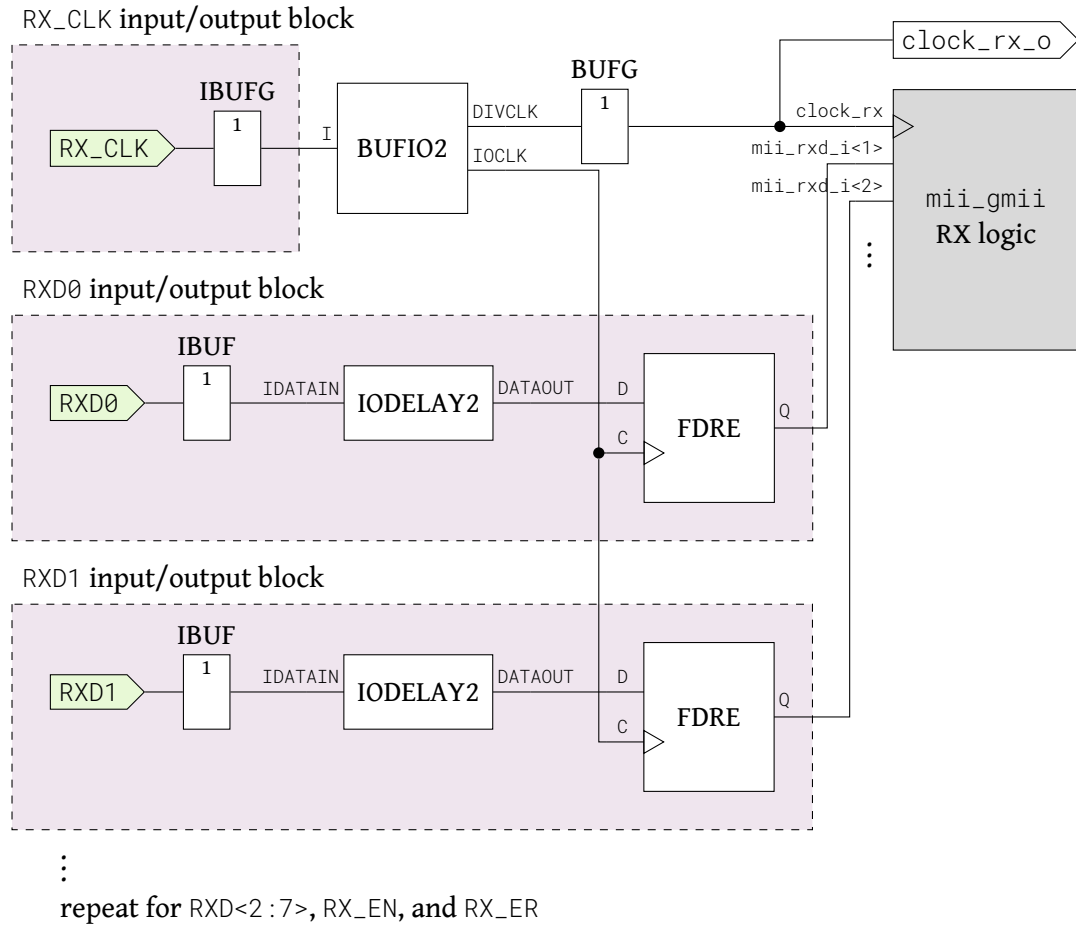 RX_CLK input/output block
clock_rx_o
IBUFG
BUFG
1
1
DIVCLK
clock_rx
RX_CLK
I
BUFIO2
IOCLK
mii_rxd_i<1>
mii_rxd_i<2>
mii_gmii
RX logic
⋮
RXD0 input/output block
IBUF
1
IDATAIN
DATAOUT
D
RXD0
IODELAY2
FDRE
Q
C
RXD1 input/output block
IBUF
1
IDATAIN
DATAOUT
D
RXD1
IODELAY2
FDRE
Q
C
⋮
repeat for RXD<2:7>, RX_EN, and RX_ER